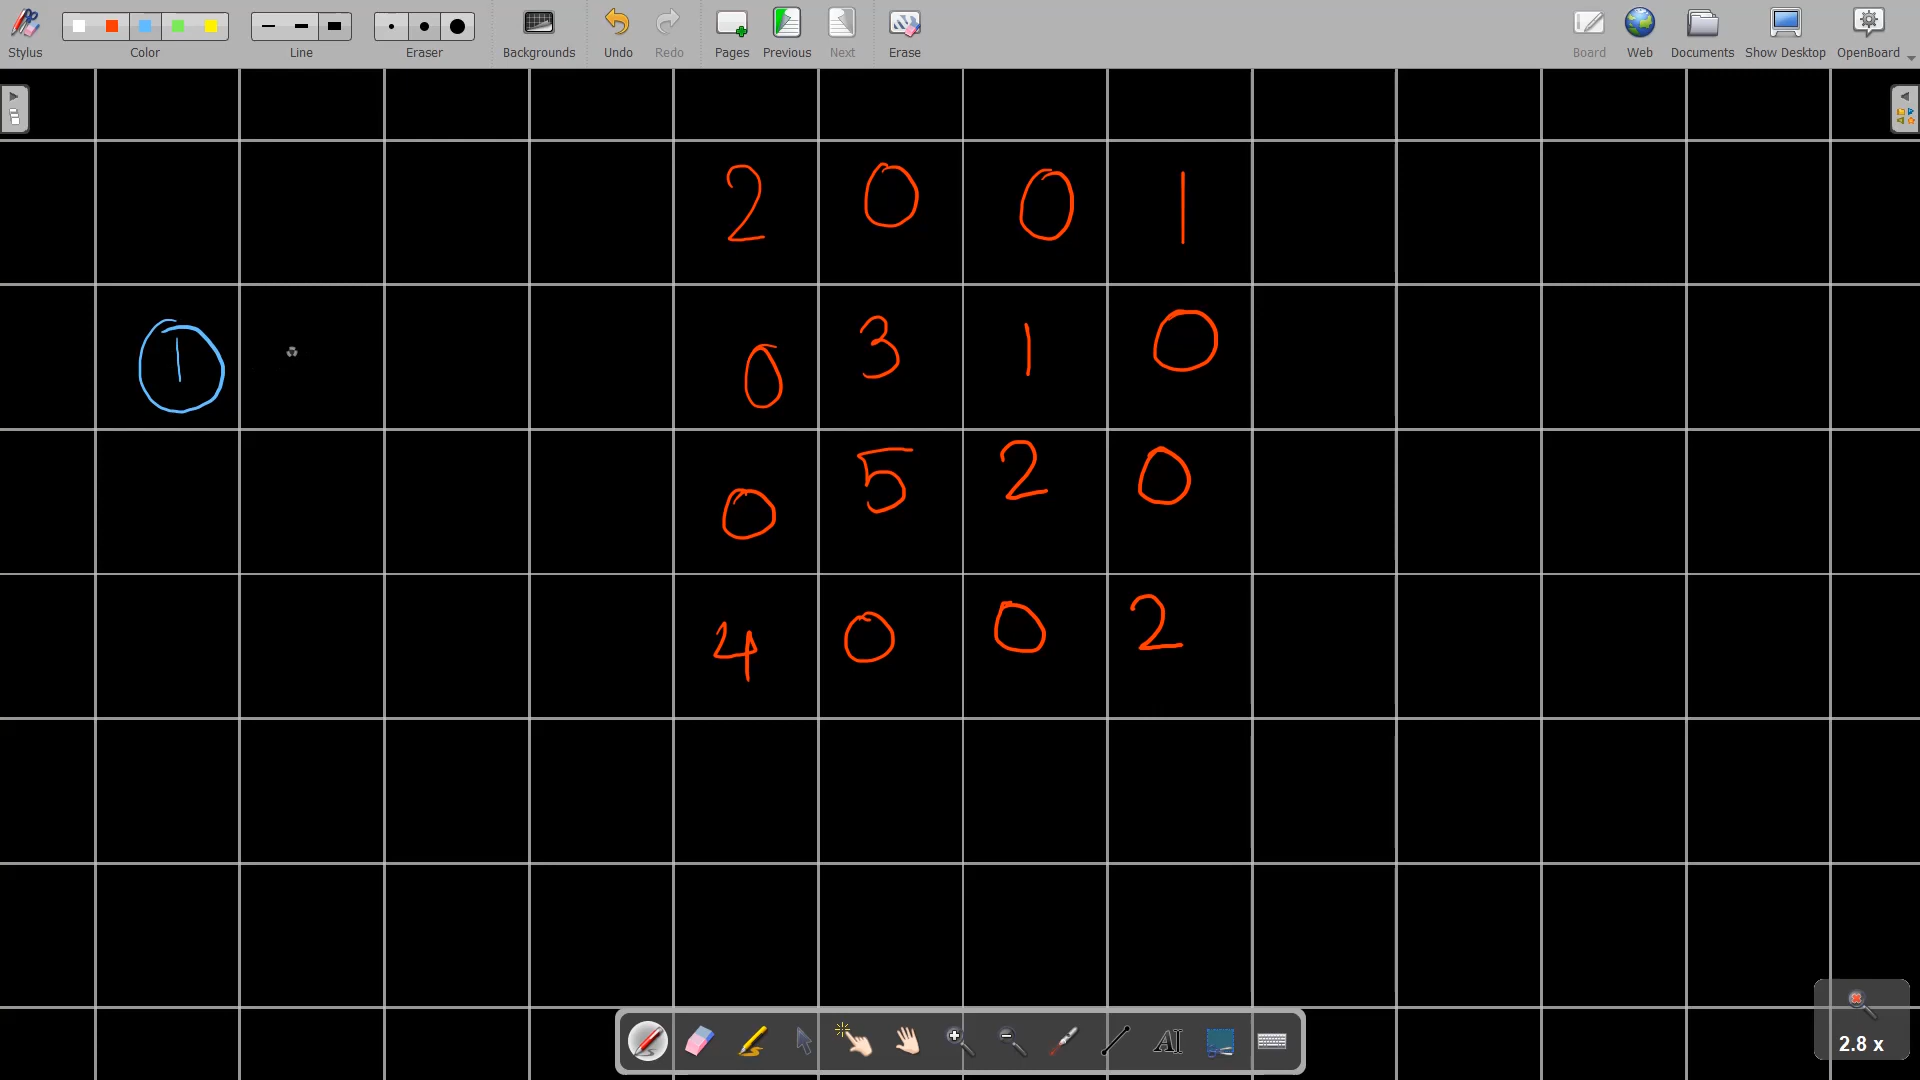 Stylus Color Line Eraser Backgrounds Undo Redo Pages Previous Next Erase Board Web Documents Show Desktop OpenBoard
2 0 0 1
1 0 3 1 0
0 5 2 0
4 0 0 2
2.8 x